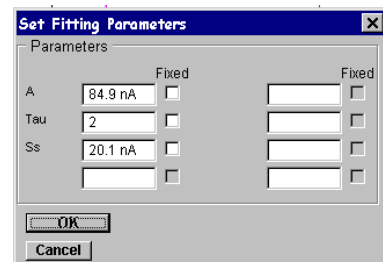 Set Fitting Parameters
Parameters
Fixed Fixed
A 84.9 nA
Tau 2
Ss 20.1 nA
OK
Cancel